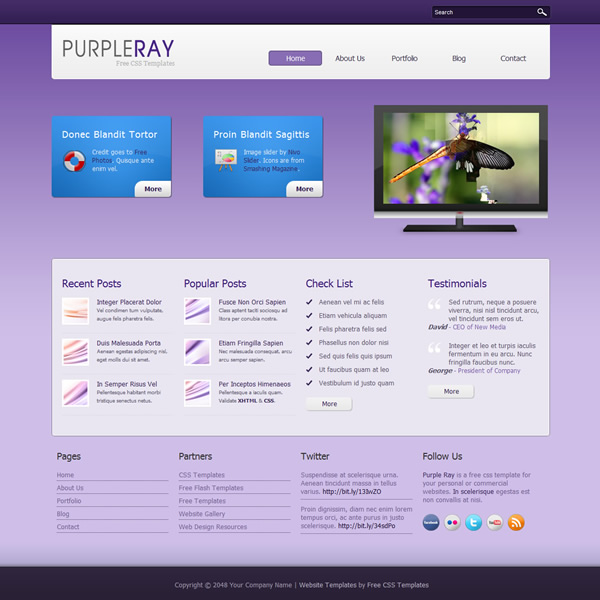 Search
PURPLERAY
Free CSS Templates
Home
About Us
Portfolio
Blog
Contact
Donec Blandit Tortor
Credit goes to Free
Photos. Quisque ante
enim vel.
More
Proin Blandit Sagittis
Image slider by Nivo
Slider. Icons are from
Smashing Magazine.
More
Recent Posts
Integer Placerat Dolor
Vel condimen tum vulputate,
augue felis pharetra felis.
Duis Malesuada Porta
Aenean egestas adipiscing nisl,
eget mollis dui sit amet.
In Semper Risus Vel
Pellentesque habitant morbi
tristique senectus netus.
Popular Posts
Fusce Non Orci Sapien
Class aptent taciti sociosqu ad
litora per conubia nostra.
Etiam Fringilla Sapien
Nec malesuada consequat, arcu
arcu semper sapien.
Per Inceptos Himenaeos
Pellentesque a iaculis quam.
Validate XHTML & CSS.
Check List
Aenean vel mi ac felis
Etiam vehicula aliquam
Felis pharetra felis sed
Phasellus non dolor nisi
Sed quis felis quis ipsum
Ut faucibus quam at leo
Vestibulum id justo quam
More
Testimonials
Sed rutrum, neque a posuere
viverra, nisi nisl tincidunt arcu,
vel tincidunt sem eros ut.
David - CEO of New Media
Integer et leo et turpis iaculis
fermentum in eu arcu. Nunc
fringilla faucibus nunc.
George - President of Company
More
Pages
Home
About Us
Portfolio
Blog
Contact
Partners
CSS Templates
Free Flash Templates
Free Templates
Website Gallery
Web Design Resources
Twitter
Suspendisse at scelerisque urna.
Aenean tincidunt massa in tellus
varius. http://bit.ly/13IwZO
Proin dignissim, diam nec enim lorem
tempus orci, ac ante purus in justo
scelerisque. http://bit.ly/34sdPo
Follow Us
Purple Ray is a free css template for
your personal or commercial
websites. In scelerisque egestas est
non convallis at nisi.
Copyright © 2048 Your Company Name | Website Templates by Free CSS Templates